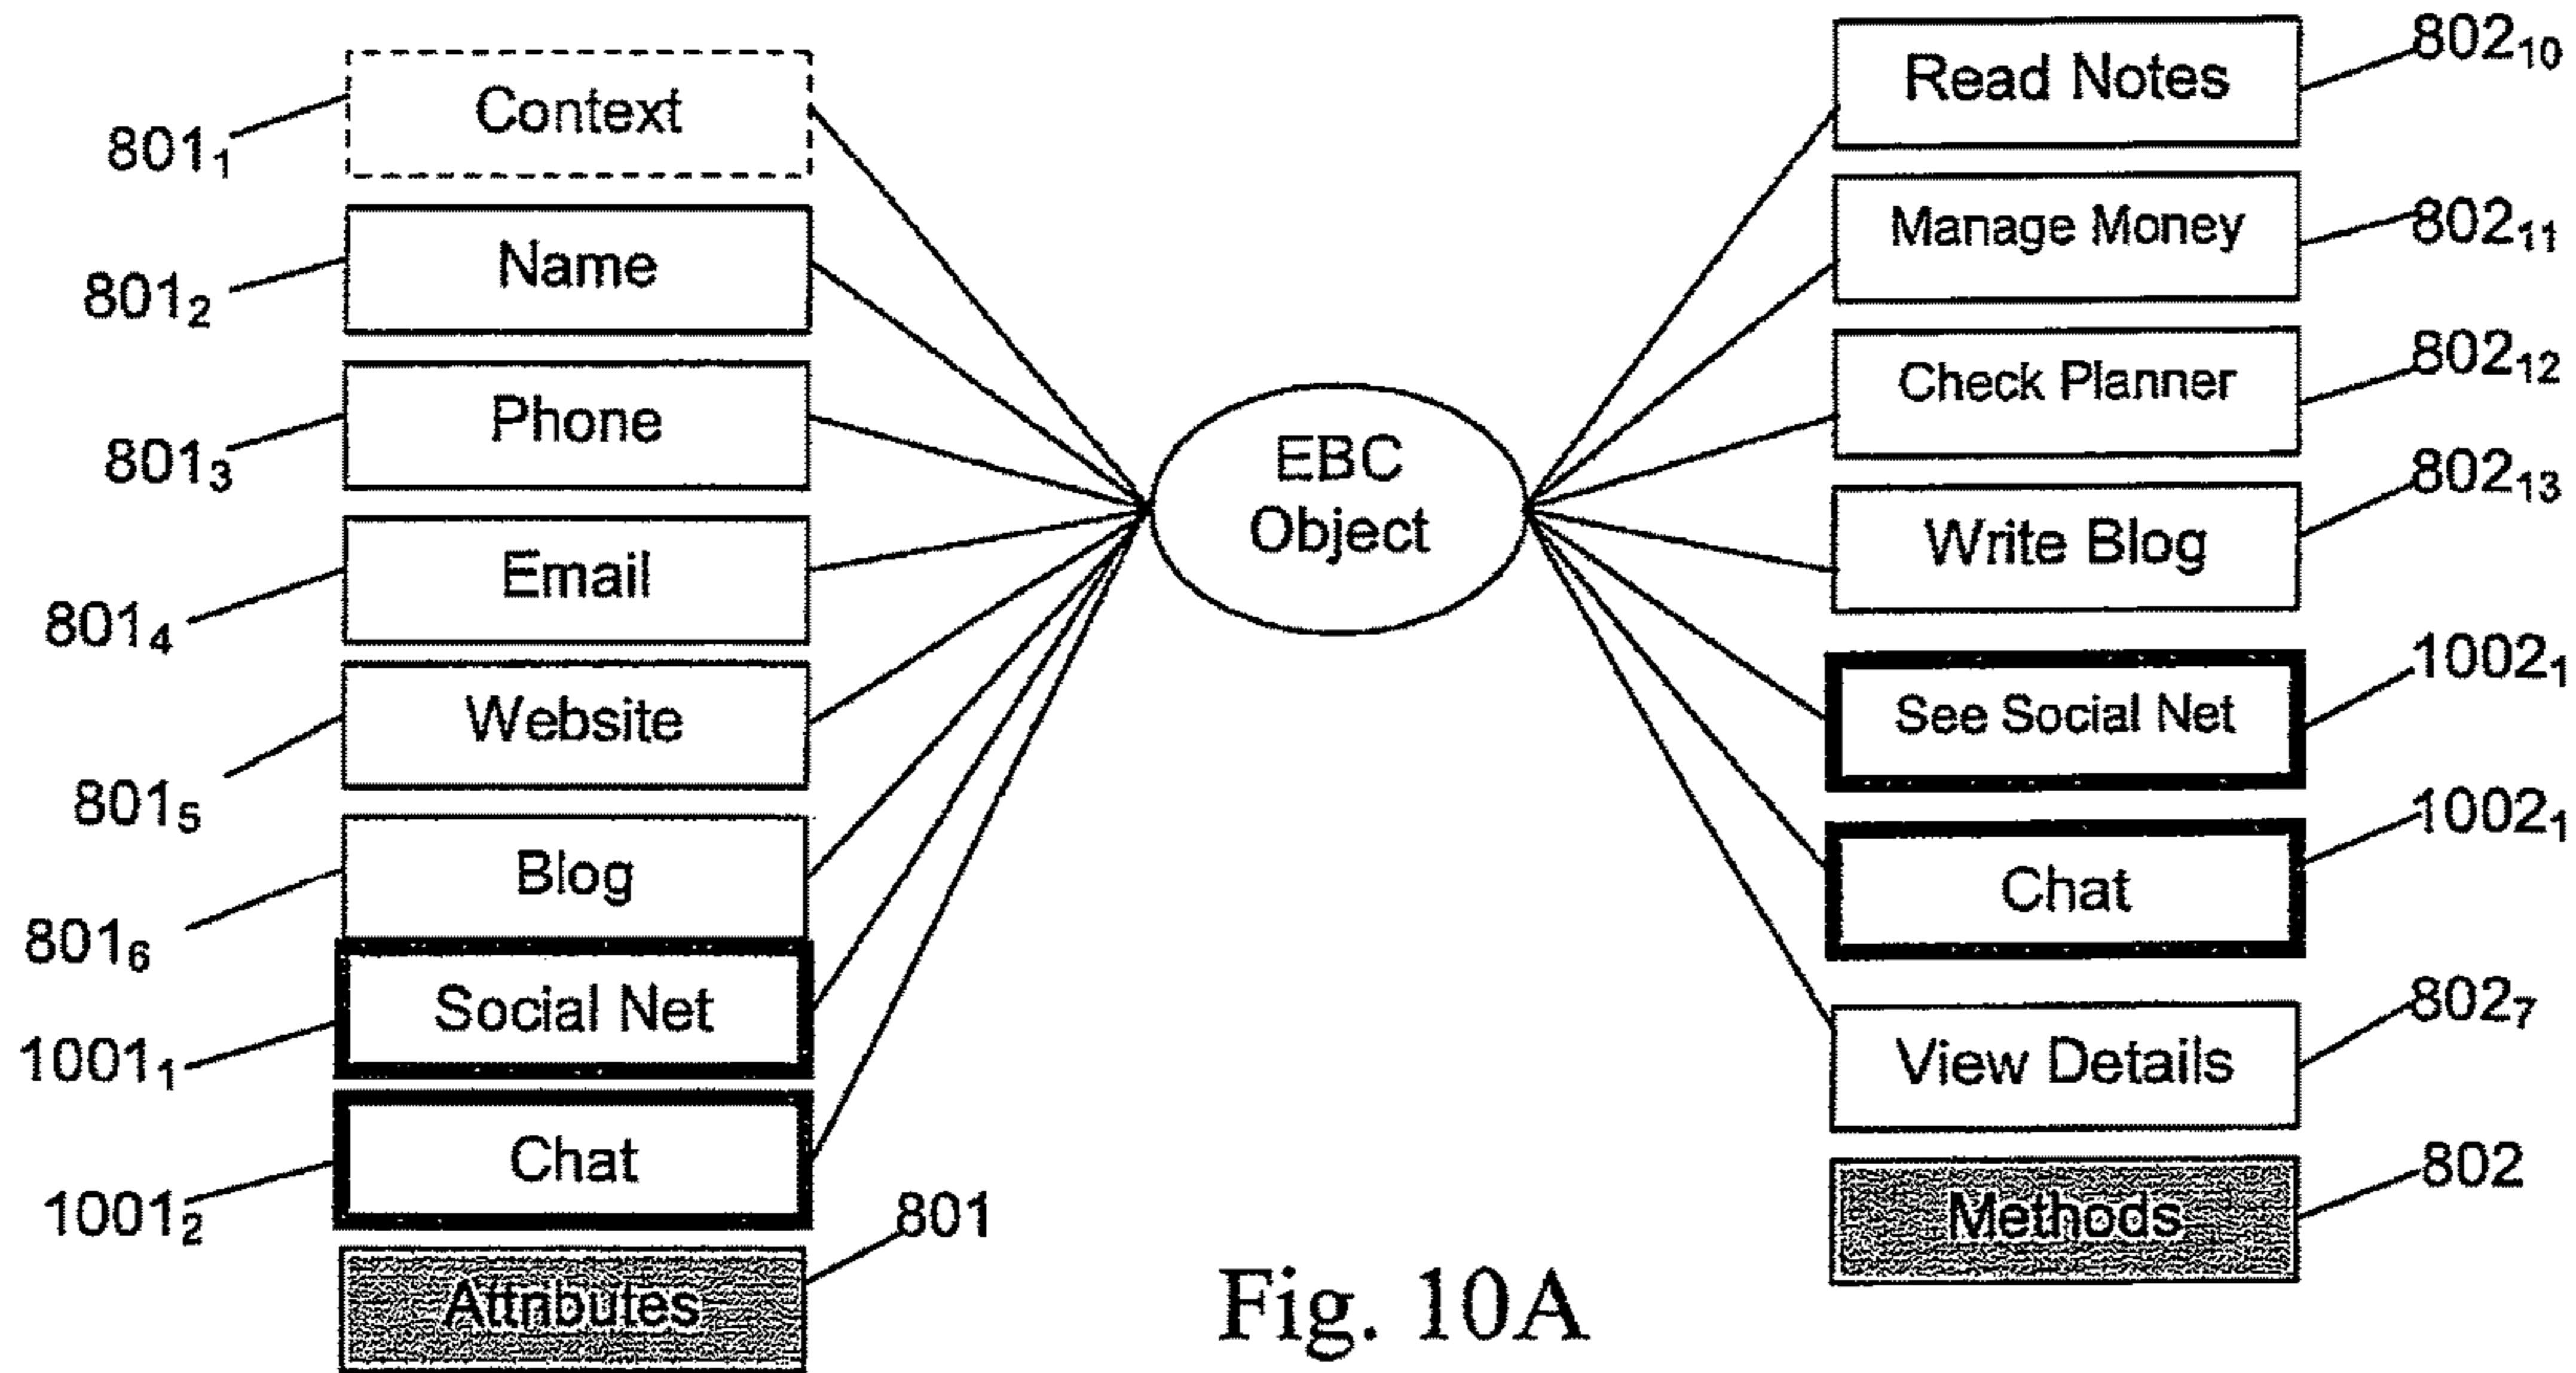 Context
801₁
Name
801₂
Phone
801₃
Email
801₄
Website
801₅
Blog
801₆
Social Net
1001₁
Chat
1001₂
Attributes
801
EBC
Object
Read Notes
802₁₀
Manage Money
802₁₁
Check Planner
802₁₂
Write Blog
802₁₃
See Social Net
1002₁
Chat
1002₁
View Details
802₇
Methods
802
Fig. 10A